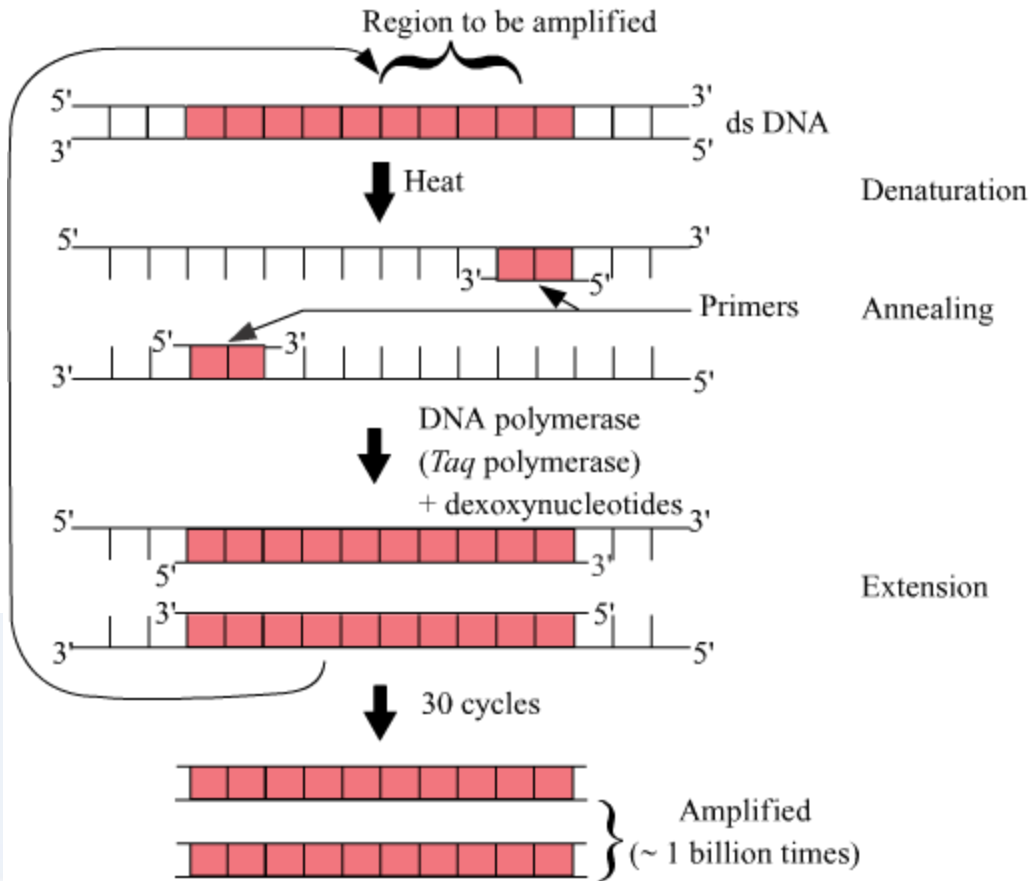 Region to be amplified
5' 3'
ds DNA
3' 5'
Heat
Denaturation
5' 3'
3' 5'
Primers Annealing
5' 3'
3' 5'
DNA polymerase
(Taq polymerase)
+ dexoxynucleotides
5' 3'
5' 3'
Extension
3' 5'
3' 5'
30 cycles
Amplified
(~ 1 billion times)